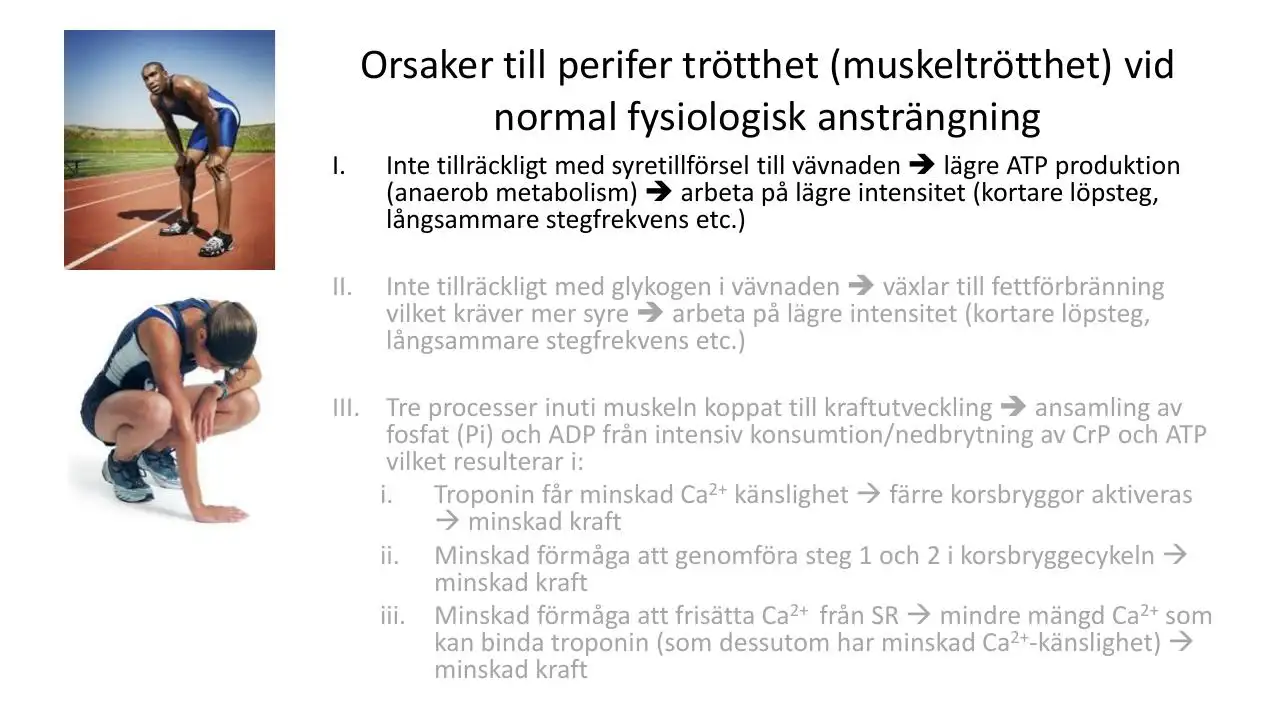 Orsaker till perifer trötthet (muskeltrötthet) vid
normal fysiologisk ansträngning
I. Inte tillräckligt med syretillförsel till vävnaden 🡺 lägre ATP produktion
(anaerob metabolism) 🡺 arbeta på lägre intensitet (kortare löpsteg,
långsammare stegfrekvens etc.)
II. Inte tillräckligt med glykogen i vävnaden 🡺 växlar till fettförbränning
vilket kräver mer syre 🡺 arbeta på lägre intensitet (kortare löpsteg,
långsammare stegfrekvens etc.)
III. Tre processer inuti muskeln koppat till kraftutveckling 🡺 ansamling av
fosfat (Pi) och ADP från intensiv konsumtion/nedbrytning av CrP och ATP
vilket resulterar i:
i. Troponin får minskad Ca²⁺ känslighet → färre korsbryggor aktiveras
→ minskad kraft
ii. Minskad förmåga att genomföra steg 1 och 2 i korsbryggecykeln →
minskad kraft
iii. Minskad förmåga att frisätta Ca²⁺ från SR → mindre mängd Ca²⁺ som
kan binda troponin (som dessutom har minskad Ca²⁺-känslighet) →
minskad kraft